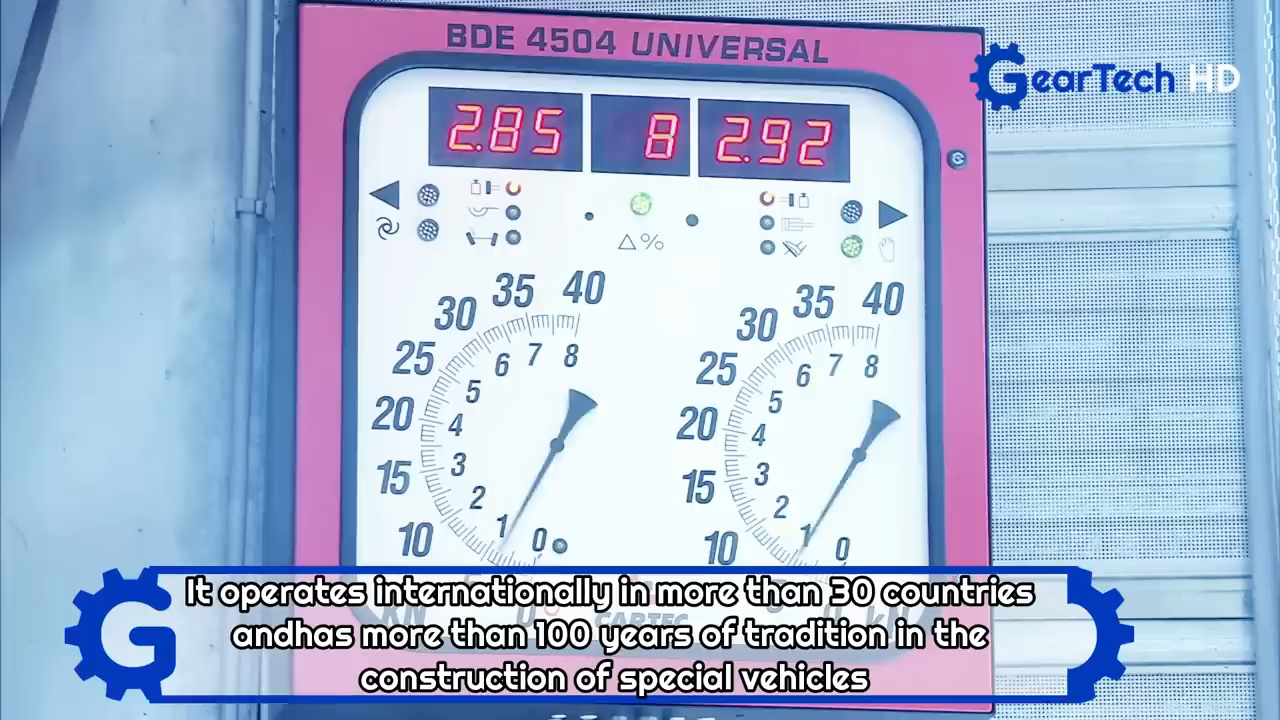 BDE 4504 UNIVERSAL
GearTech HD
2.85 8 2.92
△%
40 40
35 35
30 30
25 25
20 20
15 15
10 10
8 8
7 7
6 6
5 5
4 4
3 3
2 2
1 1
0 0
It operates internationally in more than 30 countries
andhas more than 100 years of tradition in the
construction of special vehicles
CARTEC
G